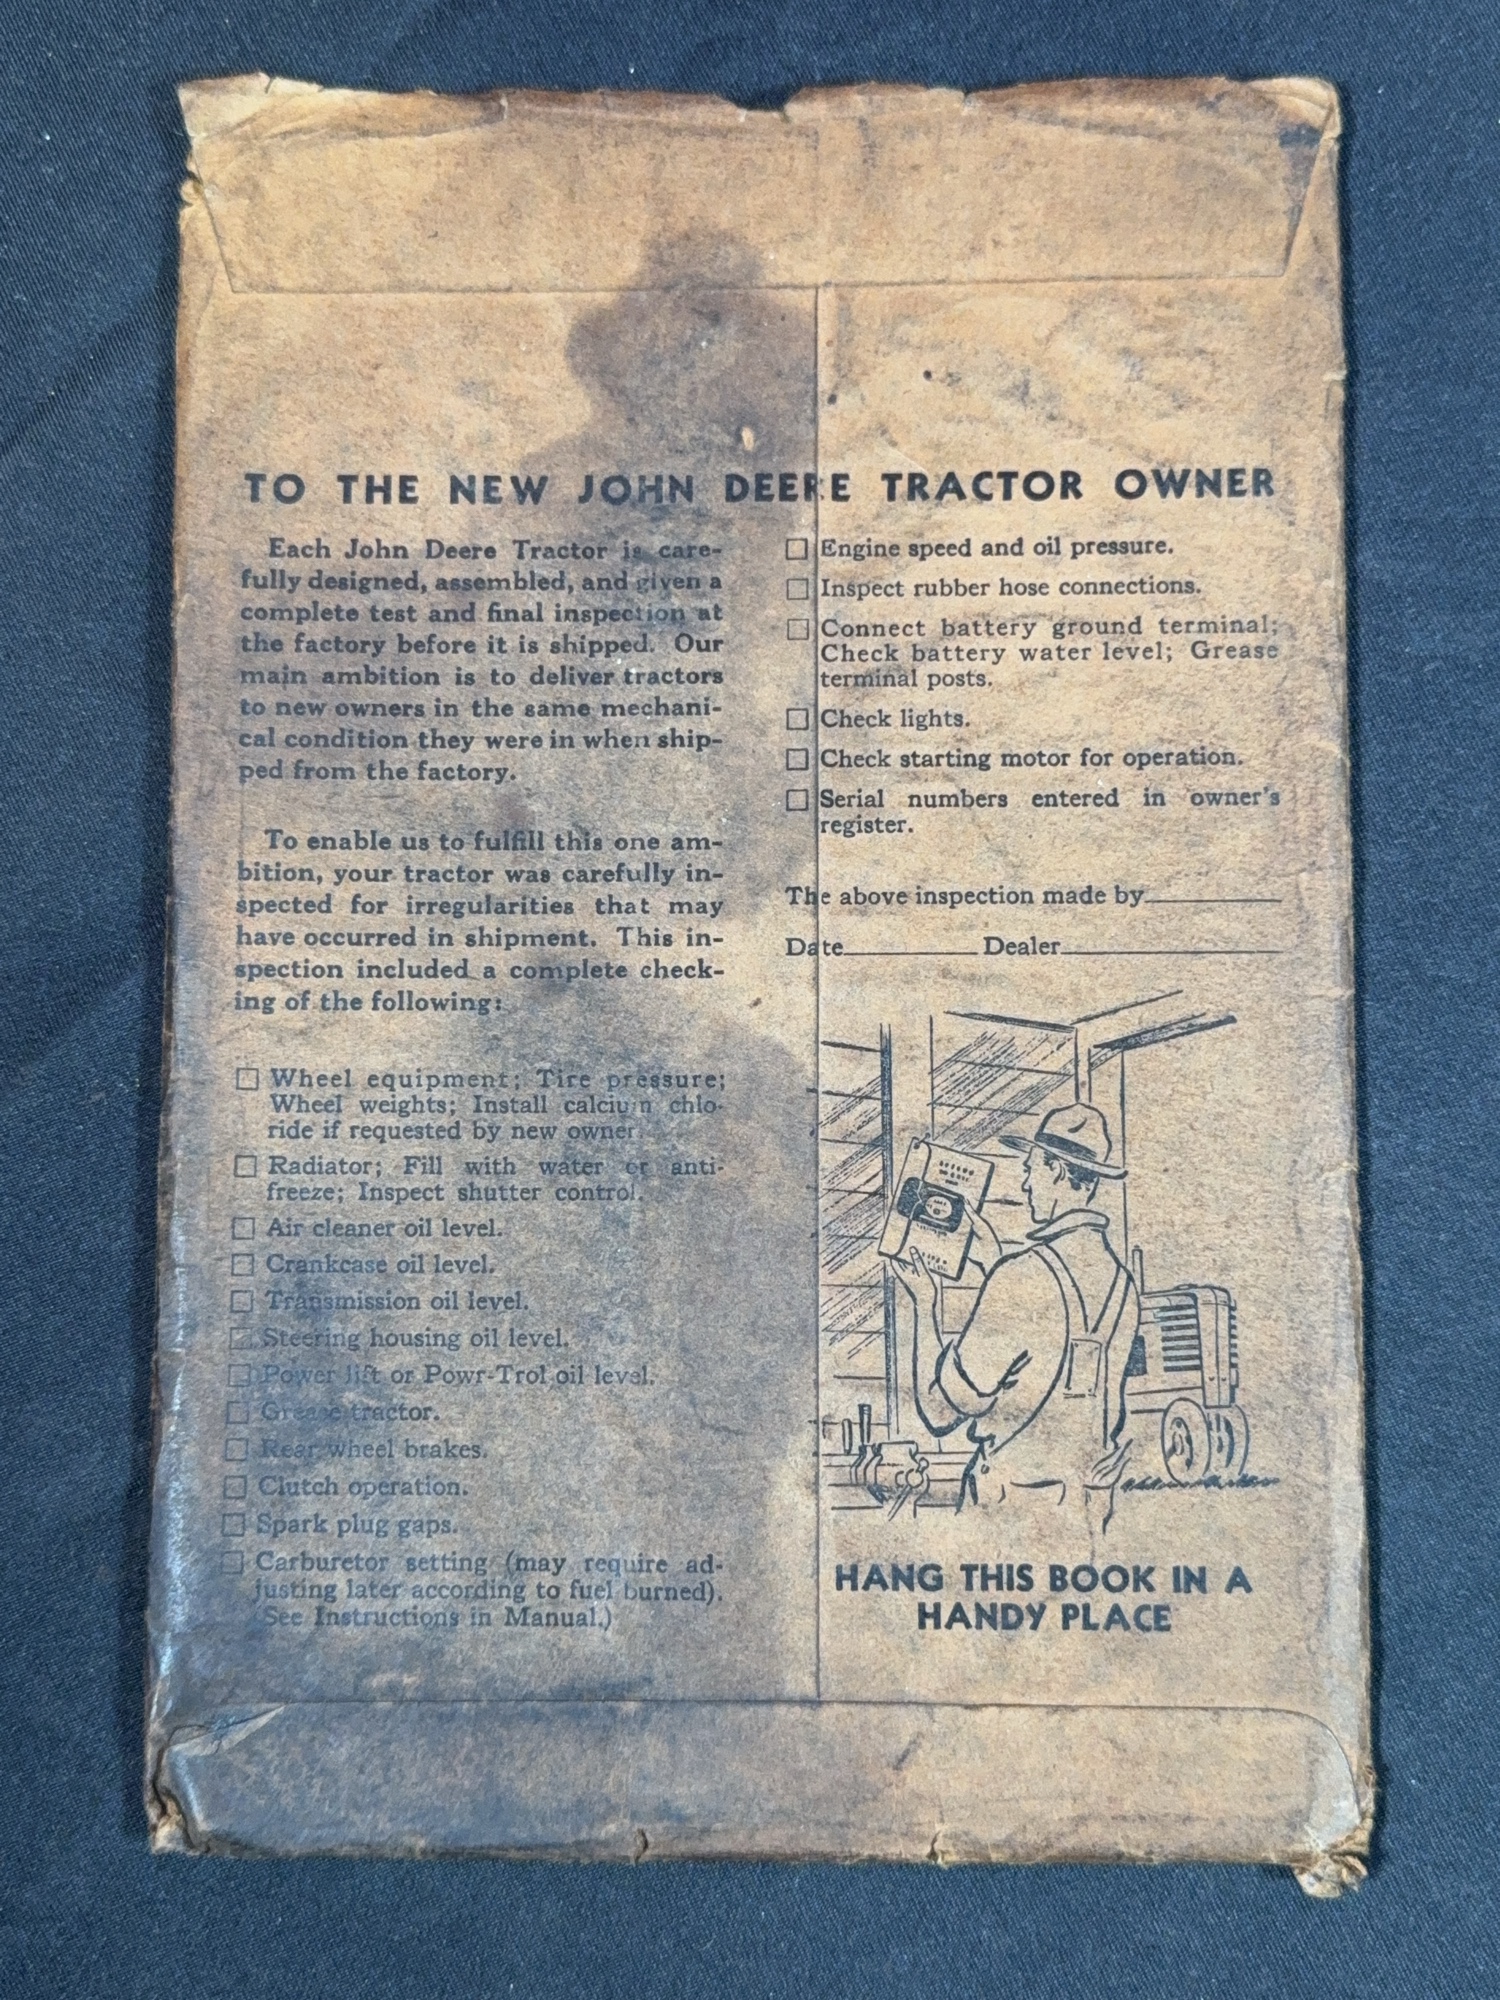 TO THE NEW JOHN DEERE TRACTOR OWNER
Each John Deere Tractor is care-
fully designed, assembled, and given a
complete test and final inspection at
the factory before it is shipped. Our
main ambition is to deliver tractors
to new owners in the same mechani-
cal condition they were in when ship-
ped from the factory.
To enable us to fulfill this one am-
bition, your tractor was carefully in-
spected for irregularities that may
have occurred in shipment. This in-
spection included a complete check-
ing of the following:
☐ Wheel equipment; Tire pressure;
Wheel weights; Install calcium chlo-
ride if requested by new owner.
☐ Radiator; Fill with water or anti-
freeze; Inspect shutter control.
☐ Air cleaner oil level.
☐ Crankcase oil level.
☐ Transmission oil level.
☐ Steering housing oil level.
☐ Power lift or Powr-Trol oil level.
☐ Grease tractor.
☐ Rear wheel brakes.
☐ Clutch operation.
☐ Spark plug gaps.
☐ Carburetor setting (may require ad-
justing later according to fuel burned).
(See Instructions in Manual.)
☐ Engine speed and oil pressure.
☐ Inspect rubber hose connections.
☐ Connect battery ground terminal;
Check battery water level; Grease
terminal posts.
☐ Check lights.
☐ Check starting motor for operation.
☐ Serial numbers entered in owner's
register.
The above inspection made by
Date Dealer
HANG THIS BOOK IN A
HANDY PLACE